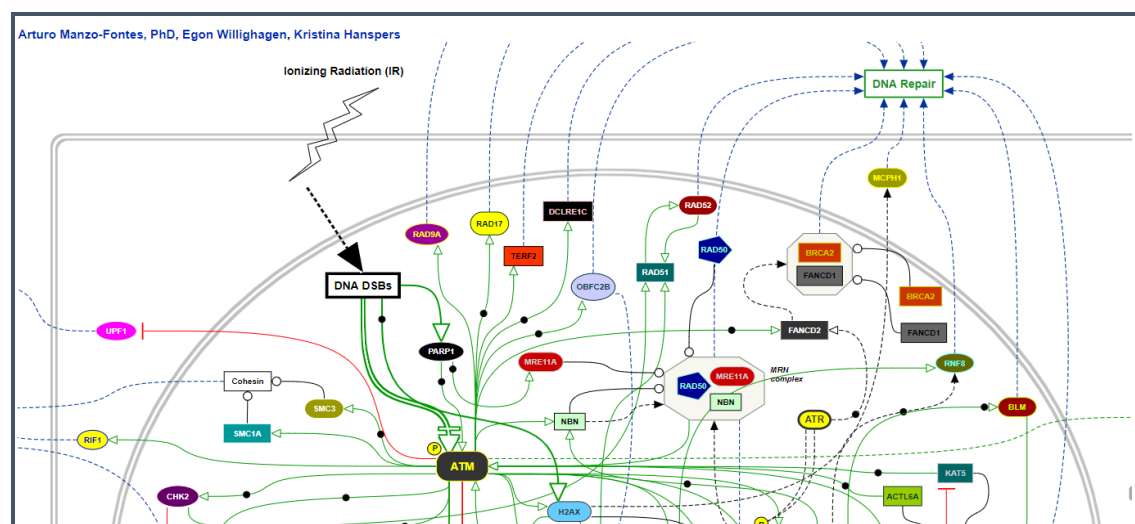 Arturo Manzo-Fontes, PhD, Egon Willighagen, Kristina Hanspers
Ionizing Radiation (IR)
DNA Repair
MCPH1
RAD52
DCLRE1C
RAD17
RAD9A
TERF2
RAD50
BRCA2
FANCD1
RAD51
DNA DSBs
OBFC2B
BRCA2
UPF1
FANCD2
FANCD1
PARP1
MRE11A
RNF8
MRN
complex
Cohesin
RAD50
MRE11A
NBN
SMC3
BLM
NBN
ATR
SMC1A
RIF1
P
ATM
KAT5
CHK2
ACTL6A
H2AX